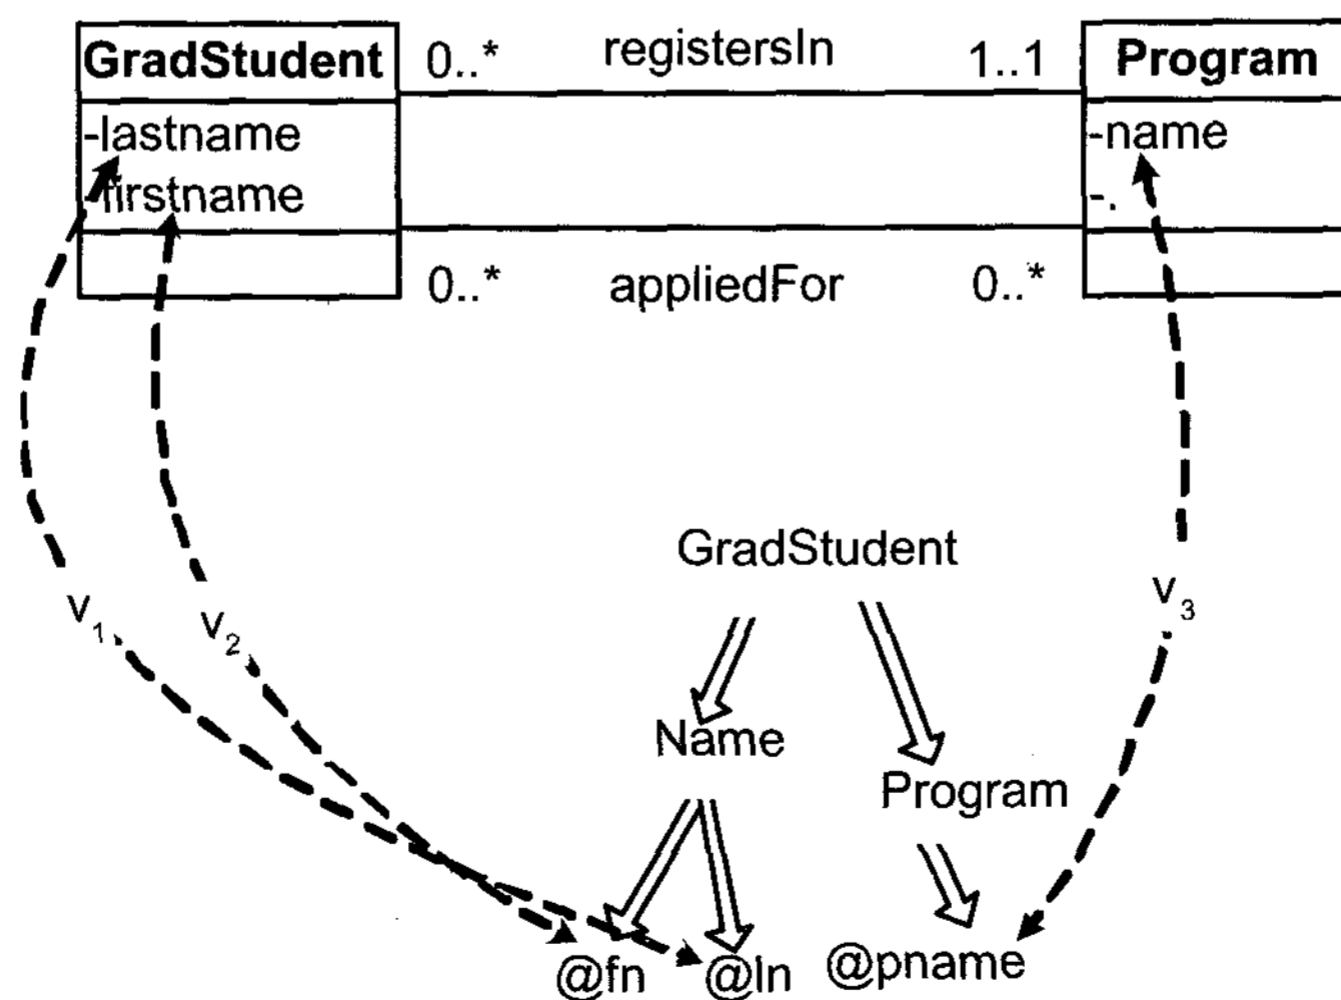 GradStudent 0..* registersIn 1..1 Program
-lastname -name
-firstname -.
0..* appliedFor 0..*
GradStudent
v1 v2 v3
Name
Program
@fn @ln @pname